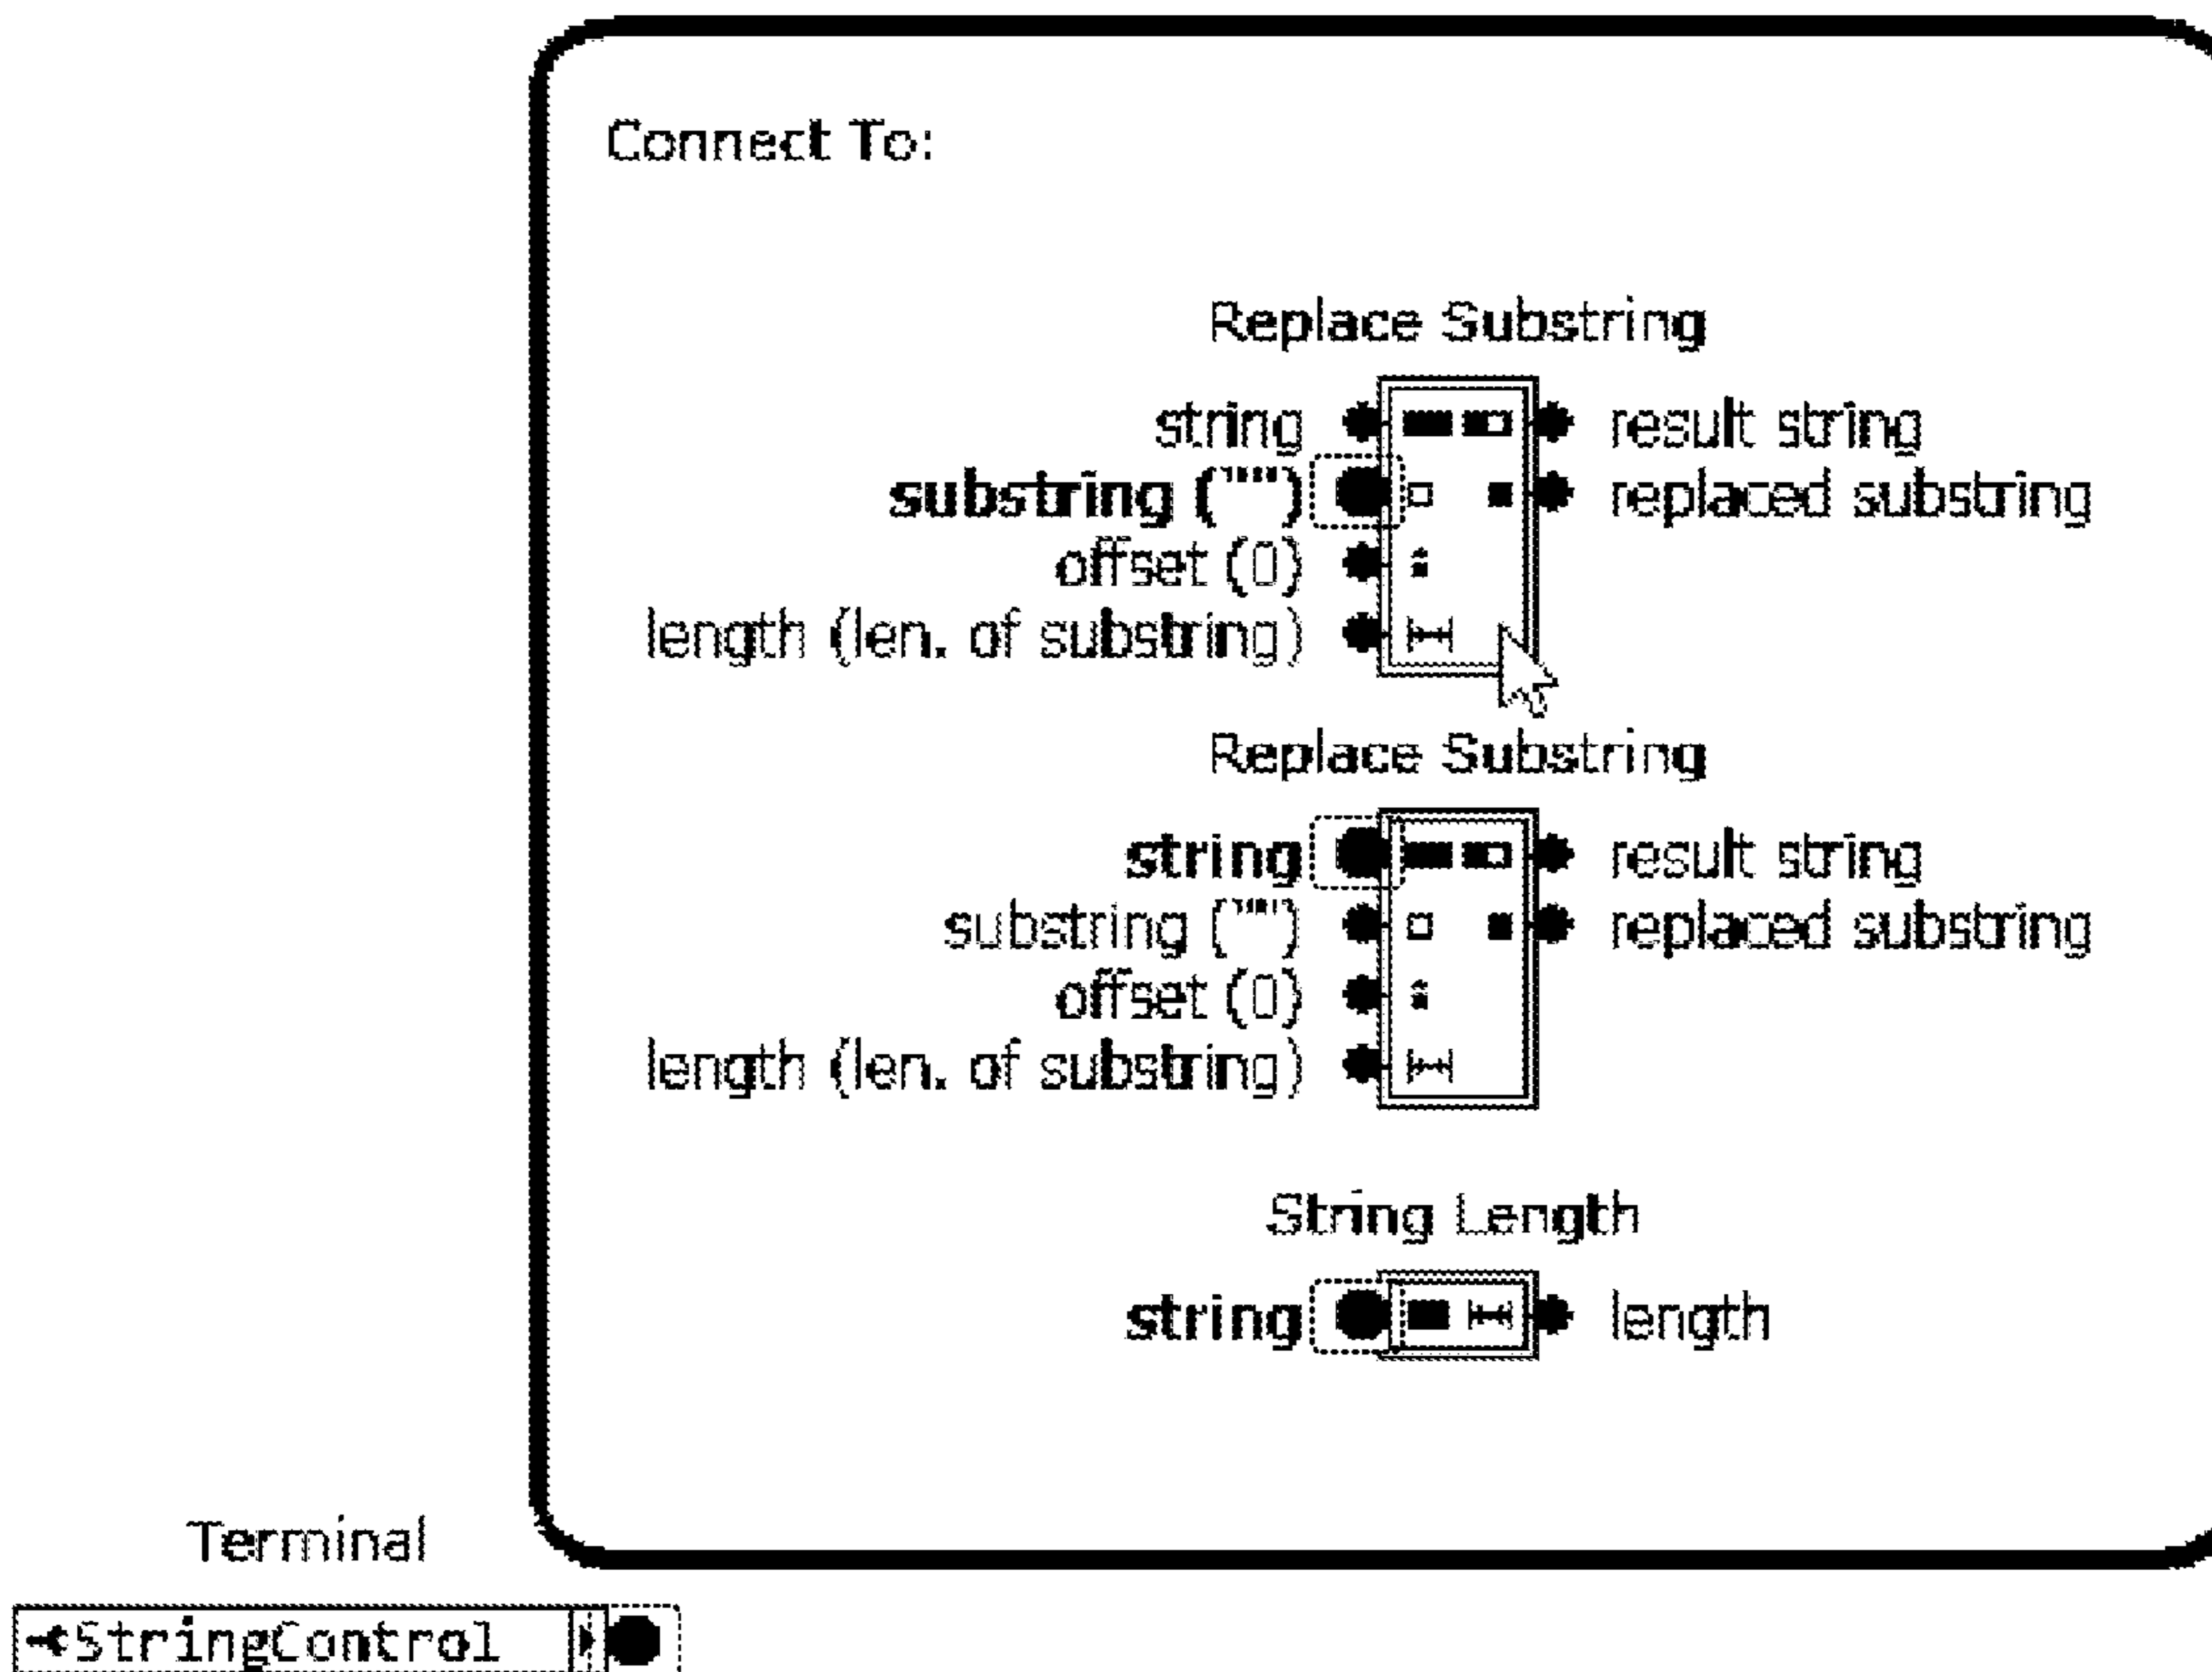 Connect To:
Replace Substring
string result string
substring ("") replaced substring
offset (0)
length (len. of substring)
Replace Substring
string result string
substring ("") replaced substring
offset (0)
length (len. of substring)
String Length
string length
Terminal
StringControl